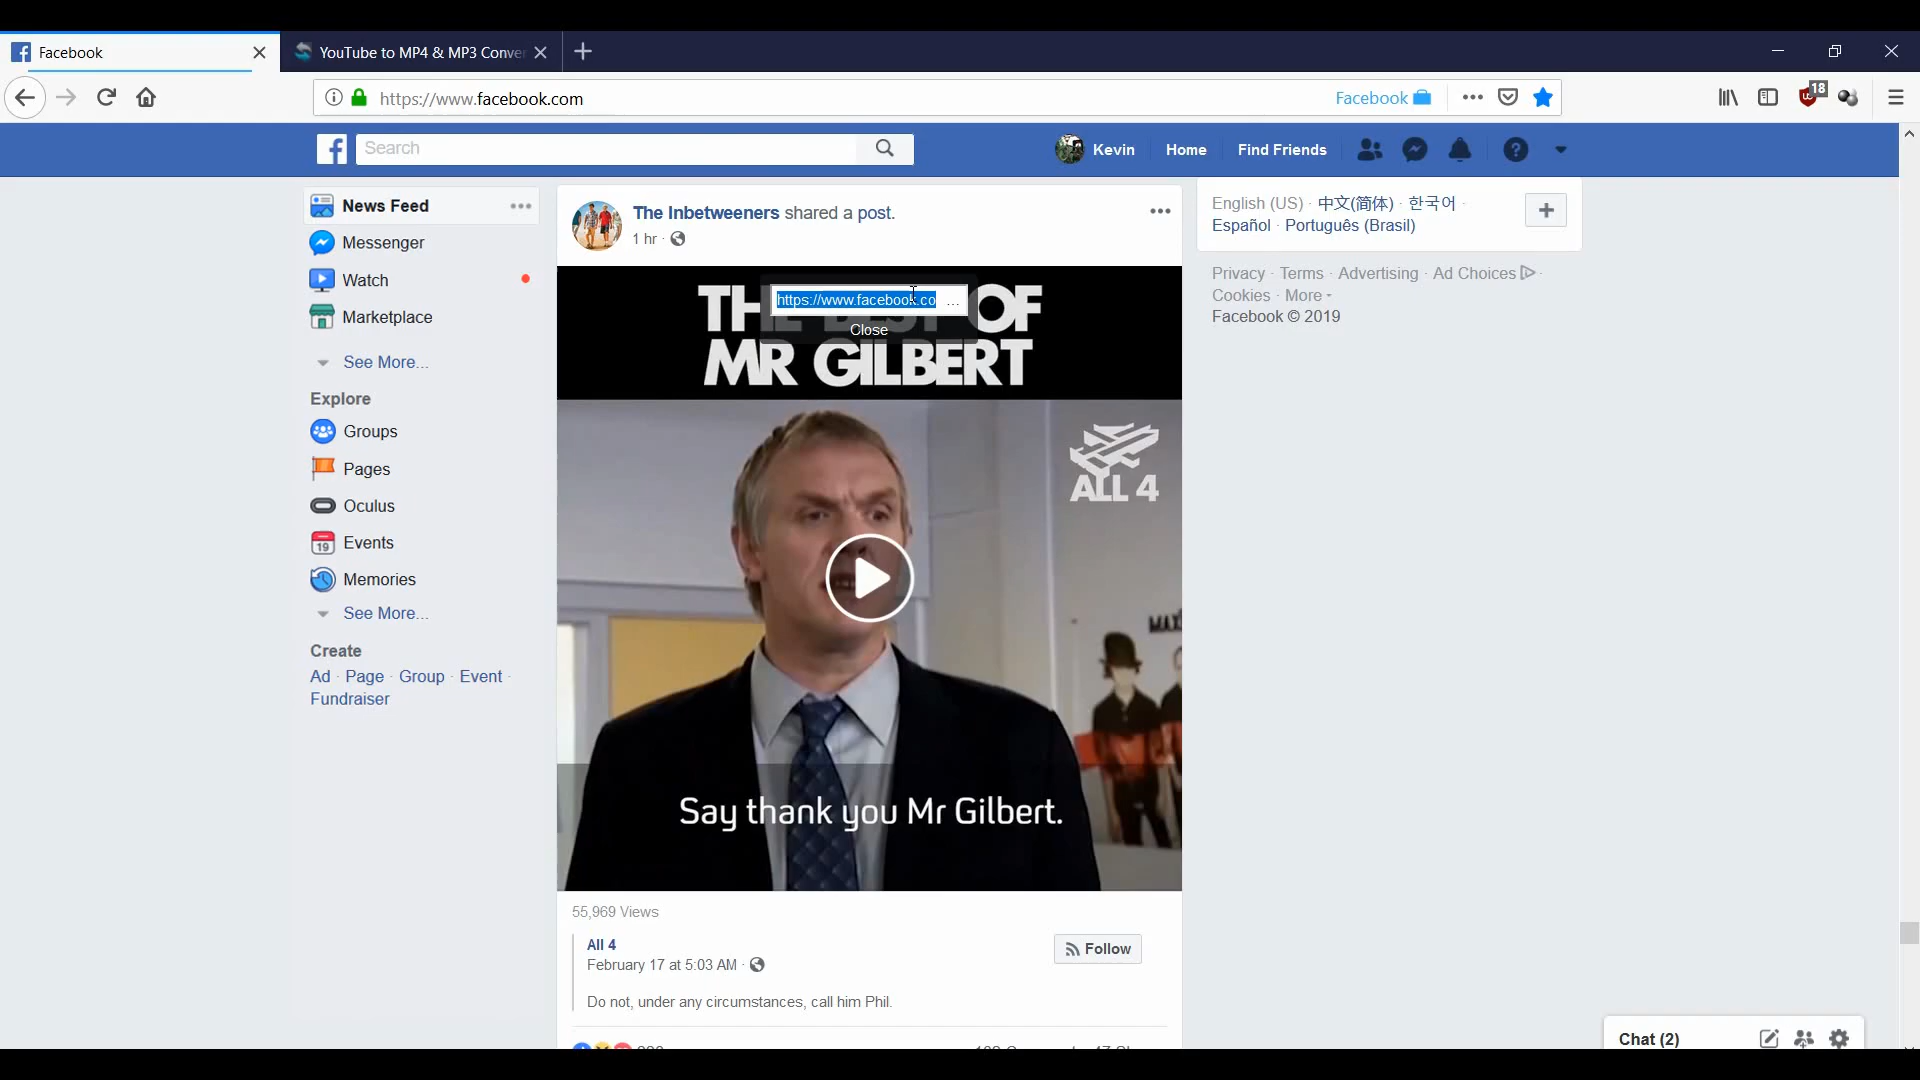 Facebook
YouTube to MP4 & MP3 Conver
https://www.facebook.com
Facebook
18
Search
Kevin
Home
Find Friends
News Feed
Messenger
Watch
Marketplace
See More...
Explore
Groups
Pages
Oculus
19
Events
Memories
See More...
Create
Ad · Page · Group · Event ·
Fundraiser
The Inbetweeners shared a post.
1 hr ·
https://www.facebook.co ...
Close
OF
MR GILBERT
ALL 4
Say thank you Mr Gilbert.
55,969 Views
All 4
February 17 at 5:03 AM ·
Follow
Do not, under any circumstances, call him Phil.
English (US) · 中文(简体) · 한국어 ·
Español · Português (Brasil)
Privacy · Terms · Advertising · Ad Choices ·
Cookies · More
Facebook © 2019
Chat (2)